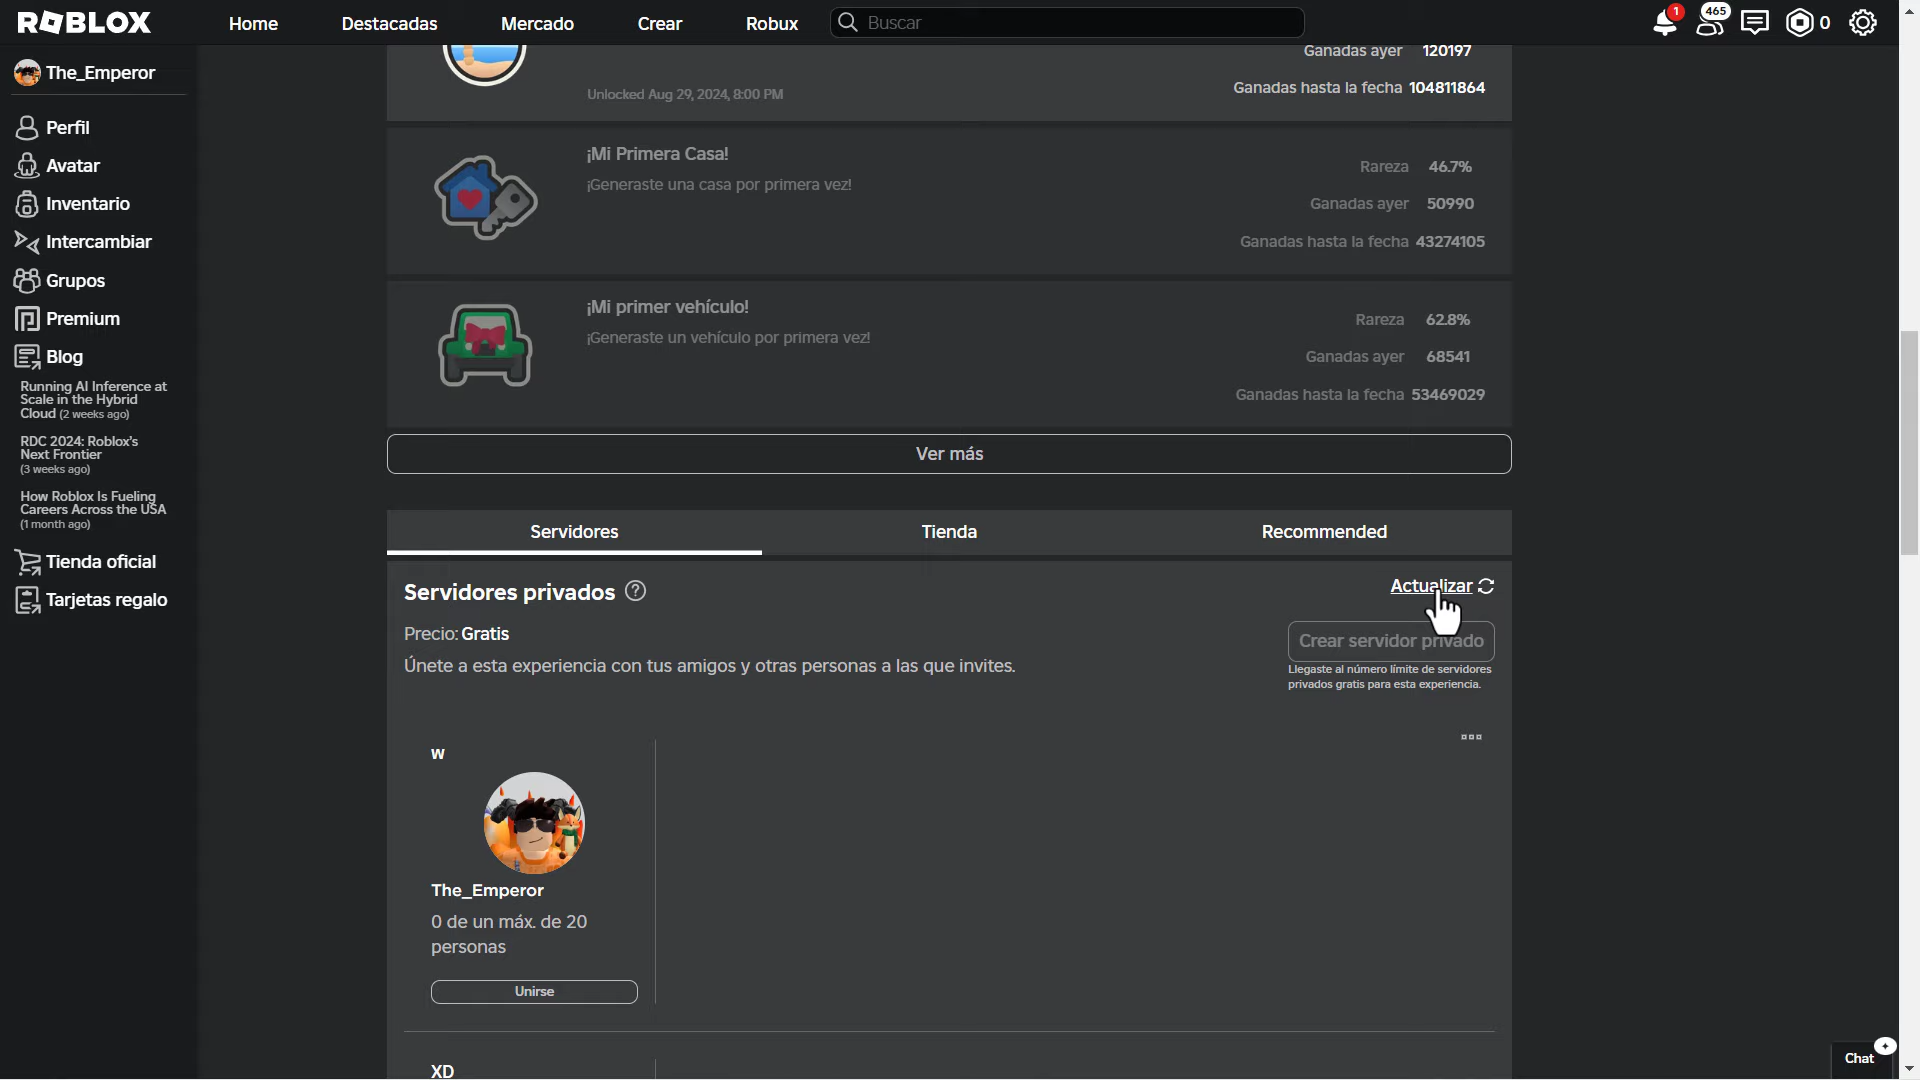 ROBLOX
Home
Destacadas
Mercado
Crear
Robux
Buscar
1
465
0
The_Emperor
Perfil
Avatar
Inventario
Intercambiar
Grupos
Premium
Blog
Running AI Inference at
Scale in the Hybrid
Cloud (2 weeks ago)
RDC 2024: Roblox's
Next Frontier
(3 weeks ago)
How Roblox Is Fueling
Careers Across the USA
(1 month ago)
Tienda oficial
Tarjetas regalo
Ganadas ayer 120197
Unlocked Aug 29, 2024, 8:00 PM
Ganadas hasta la fecha 104811864
¡Mi Primera Casa!
¡Generaste una casa por primera vez!
Rareza 46.7%
Ganadas ayer 50990
Ganadas hasta la fecha 43274105
¡Mi primer vehículo!
¡Generaste un vehículo por primera vez!
Rareza 62.8%
Ganadas ayer 68541
Ganadas hasta la fecha 53469029
Ver más
Servidores
Tienda
Recommended
Servidores privados ?
Actualizar
Precio: Gratis
Únete a esta experiencia con tus amigos y otras personas a las que invites.
Crear servidor privado
Llegaste al número límite de servidores
privados gratis para esta experiencia.
W
The_Emperor
0 de un máx. de 20
personas
Unirse
XD
Chat